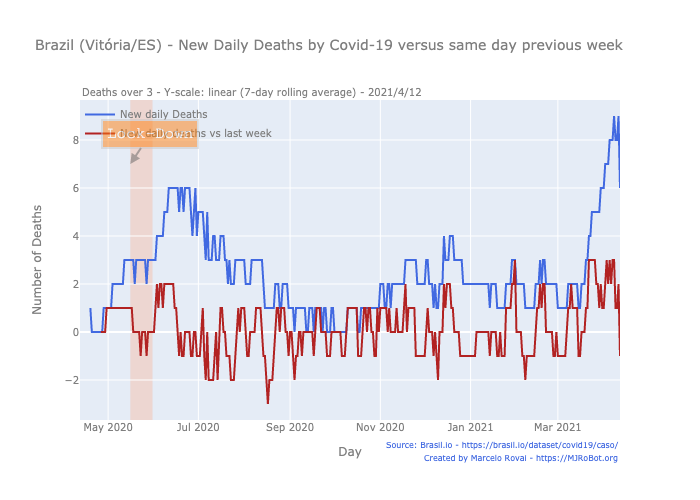 Brazil (Vitória/ES) - New Daily Deaths by Covid-19 versus same day previous week
Deaths over 3 - Y-scale: linear (7-day rolling average) - 2021/4/12
New daily Deaths
New daily deaths vs last week
Lock Down
8
6
4
2
0
−2
Number of Deaths
May 2020
Jul 2020
Sep 2020
Nov 2020
Jan 2021
Mar 2021
Day
Source: Brasil.io - https://brasil.io/dataset/covid19/caso/
Created by Marcelo Rovai - https://MJRoBot.org